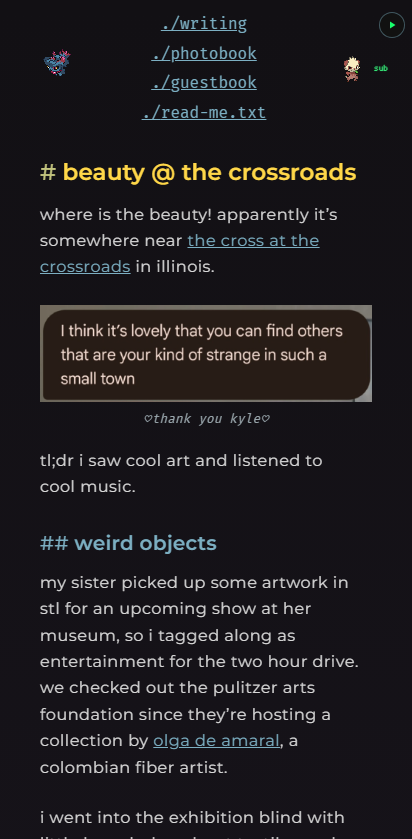 ./writing
./photobook
./guestbook
./read-me.txt
sub
# beauty @ the crossroads
where is the beauty! apparently it’s
somewhere near the cross at the
crossroads in illinois.
I think it’s lovely that you can find others
that are your kind of strange in such a
small town
♡thank you kyle♡
tl;dr i saw cool art and listened to
cool music.
## weird objects
my sister picked up some artwork in
stl for an upcoming show at her
museum, so i tagged along as
entertainment for the two hour drive.
we checked out the pulitzer arts
foundation since they’re hosting a
collection by olga de amaral, a
colombian fiber artist.
i went into the exhibition blind with